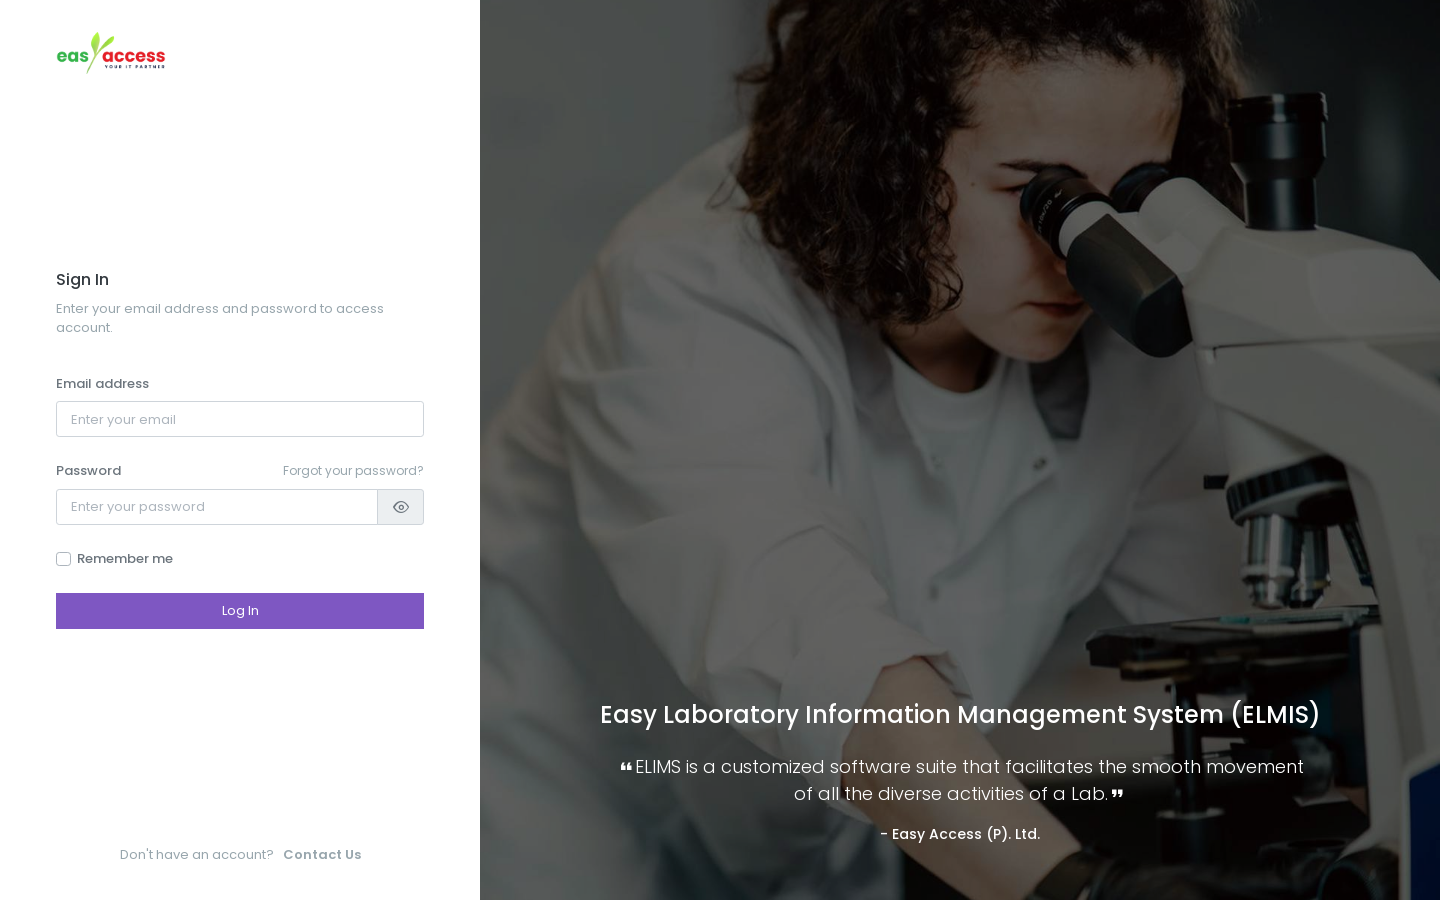 easy access
YOUR IT PARTNER
Sign In
Enter your email address and password to access
account.
Email address
Enter your email
Password
Forgot your password?
Enter your password
Remember me
Log In
Don't have an account? Contact Us
Easy Laboratory Information Management System (ELMIS)
❝ELIMS is a customized software suite that facilitates the smooth movement
of all the diverse activities of a Lab.❞
- Easy Access (P). Ltd.